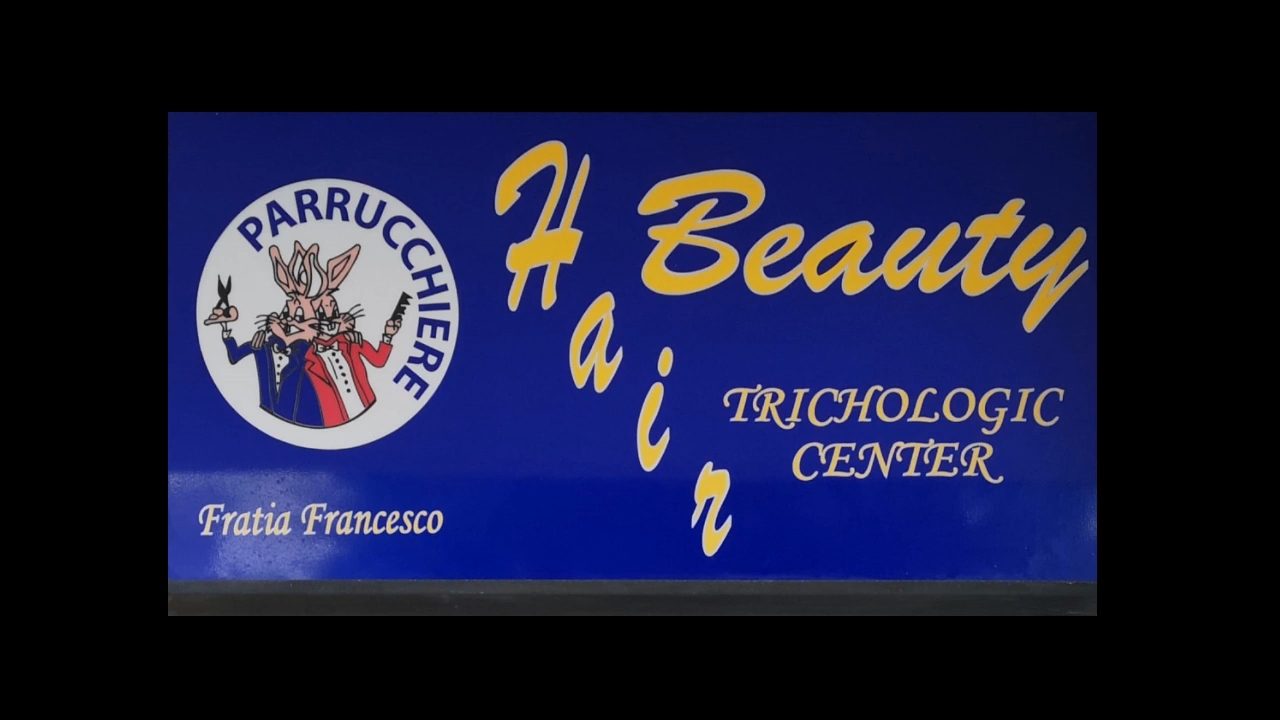 PARRUCCHIERE
Hair Beauty
TRICHOLOGIC
CENTER
Fratia Francesco